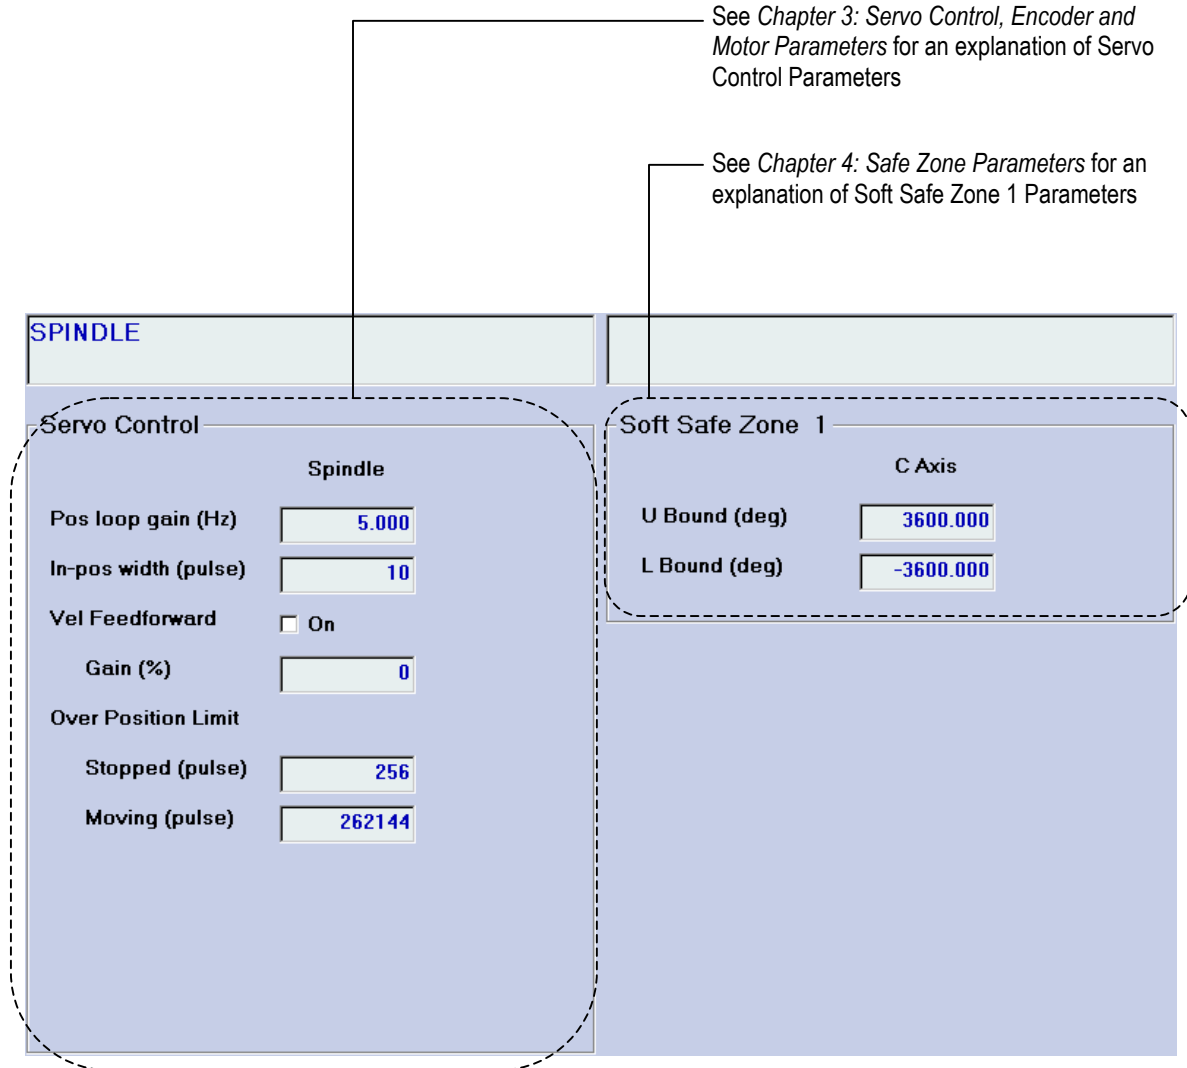 See Chapter 3: Servo Control, Encoder and
Motor Parameters for an explanation of Servo
Control Parameters
See Chapter 4: Safe Zone Parameters for an
explanation of Soft Safe Zone 1 Parameters
SPINDLE
Servo Control
Spindle
Pos loop gain (Hz) 5.000
In-pos width (pulse) 10
Vel Feedforward On
Gain (%) 0
Over Position Limit
Stopped (pulse) 256
Moving (pulse) 262144
Soft Safe Zone 1
C Axis
U Bound (deg) 3600.000
L Bound (deg) -3600.000